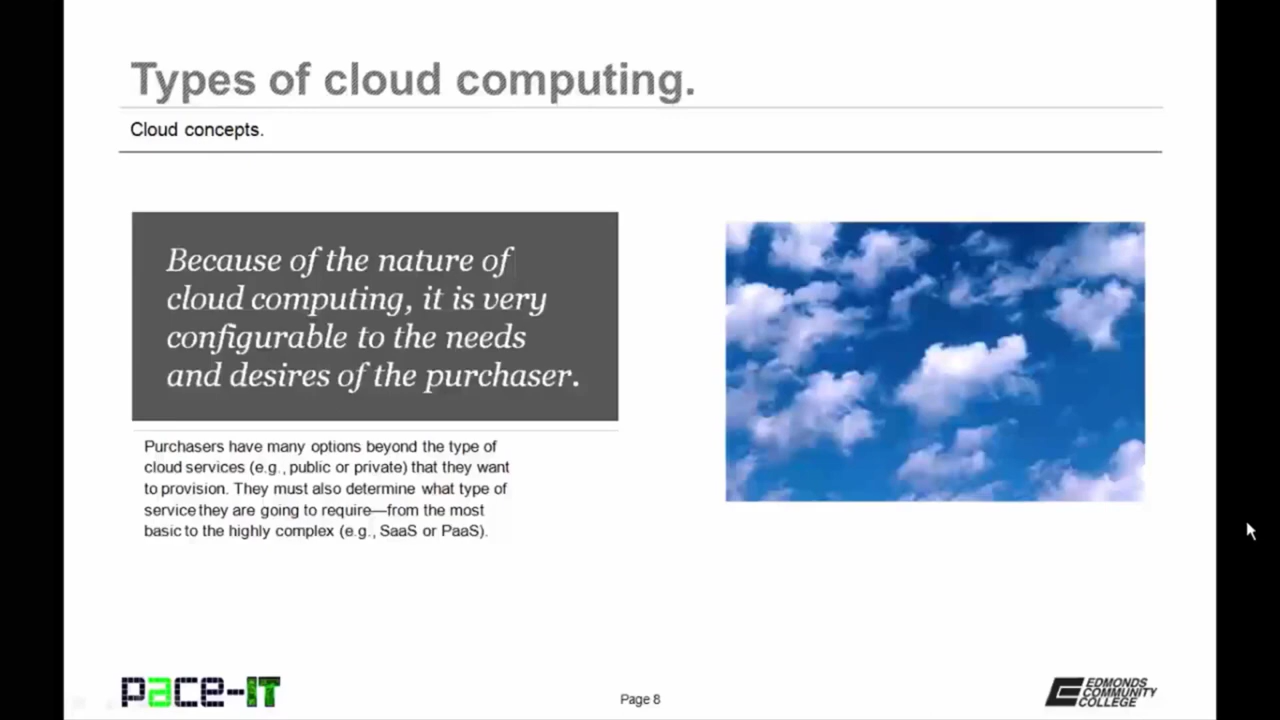 Types of cloud computing.
Cloud concepts.
Because of the nature of
cloud computing, it is very
configurable to the needs
and desires of the purchaser.
Purchasers have many options beyond the type of
cloud services (e.g., public or private) that they want
to provision. They must also determine what type of
service they are going to require—from the most
basic to the highly complex (e.g., SaaS or PaaS).
pace-IT
Page 8
EDMONDS
COMMUNITY
COLLEGE